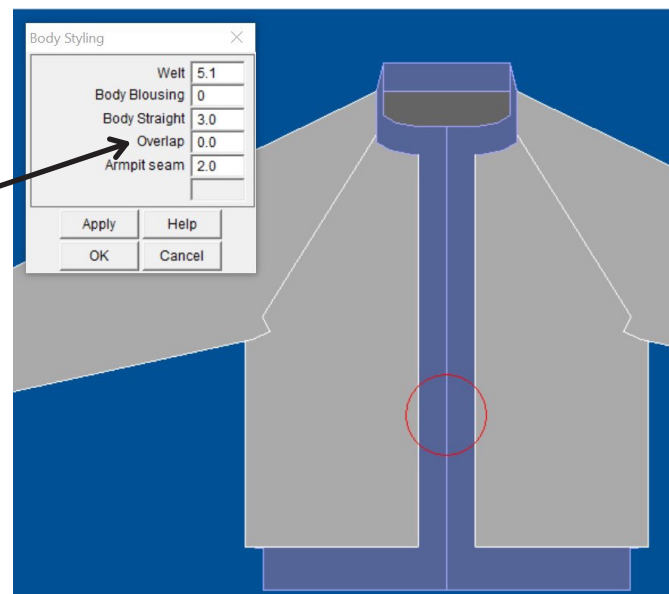 Body Styling
Welt 5.1
Body Blousing 0
Body Straight 3.0
Overlap 0.0
Armpit seam 2.0
Apply Help
OK Cancel